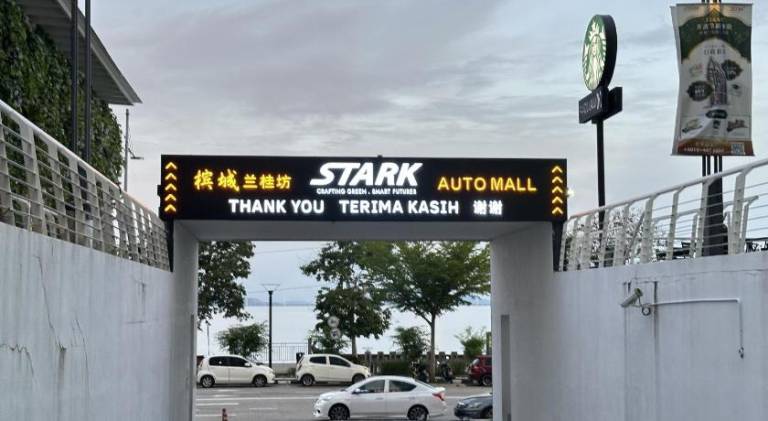 槟城 兰桂坊 STARK AUTO MALL
CRAFTING GREEN . SMART FUTURES
THANK YOU TERIMA KASIH 谢谢